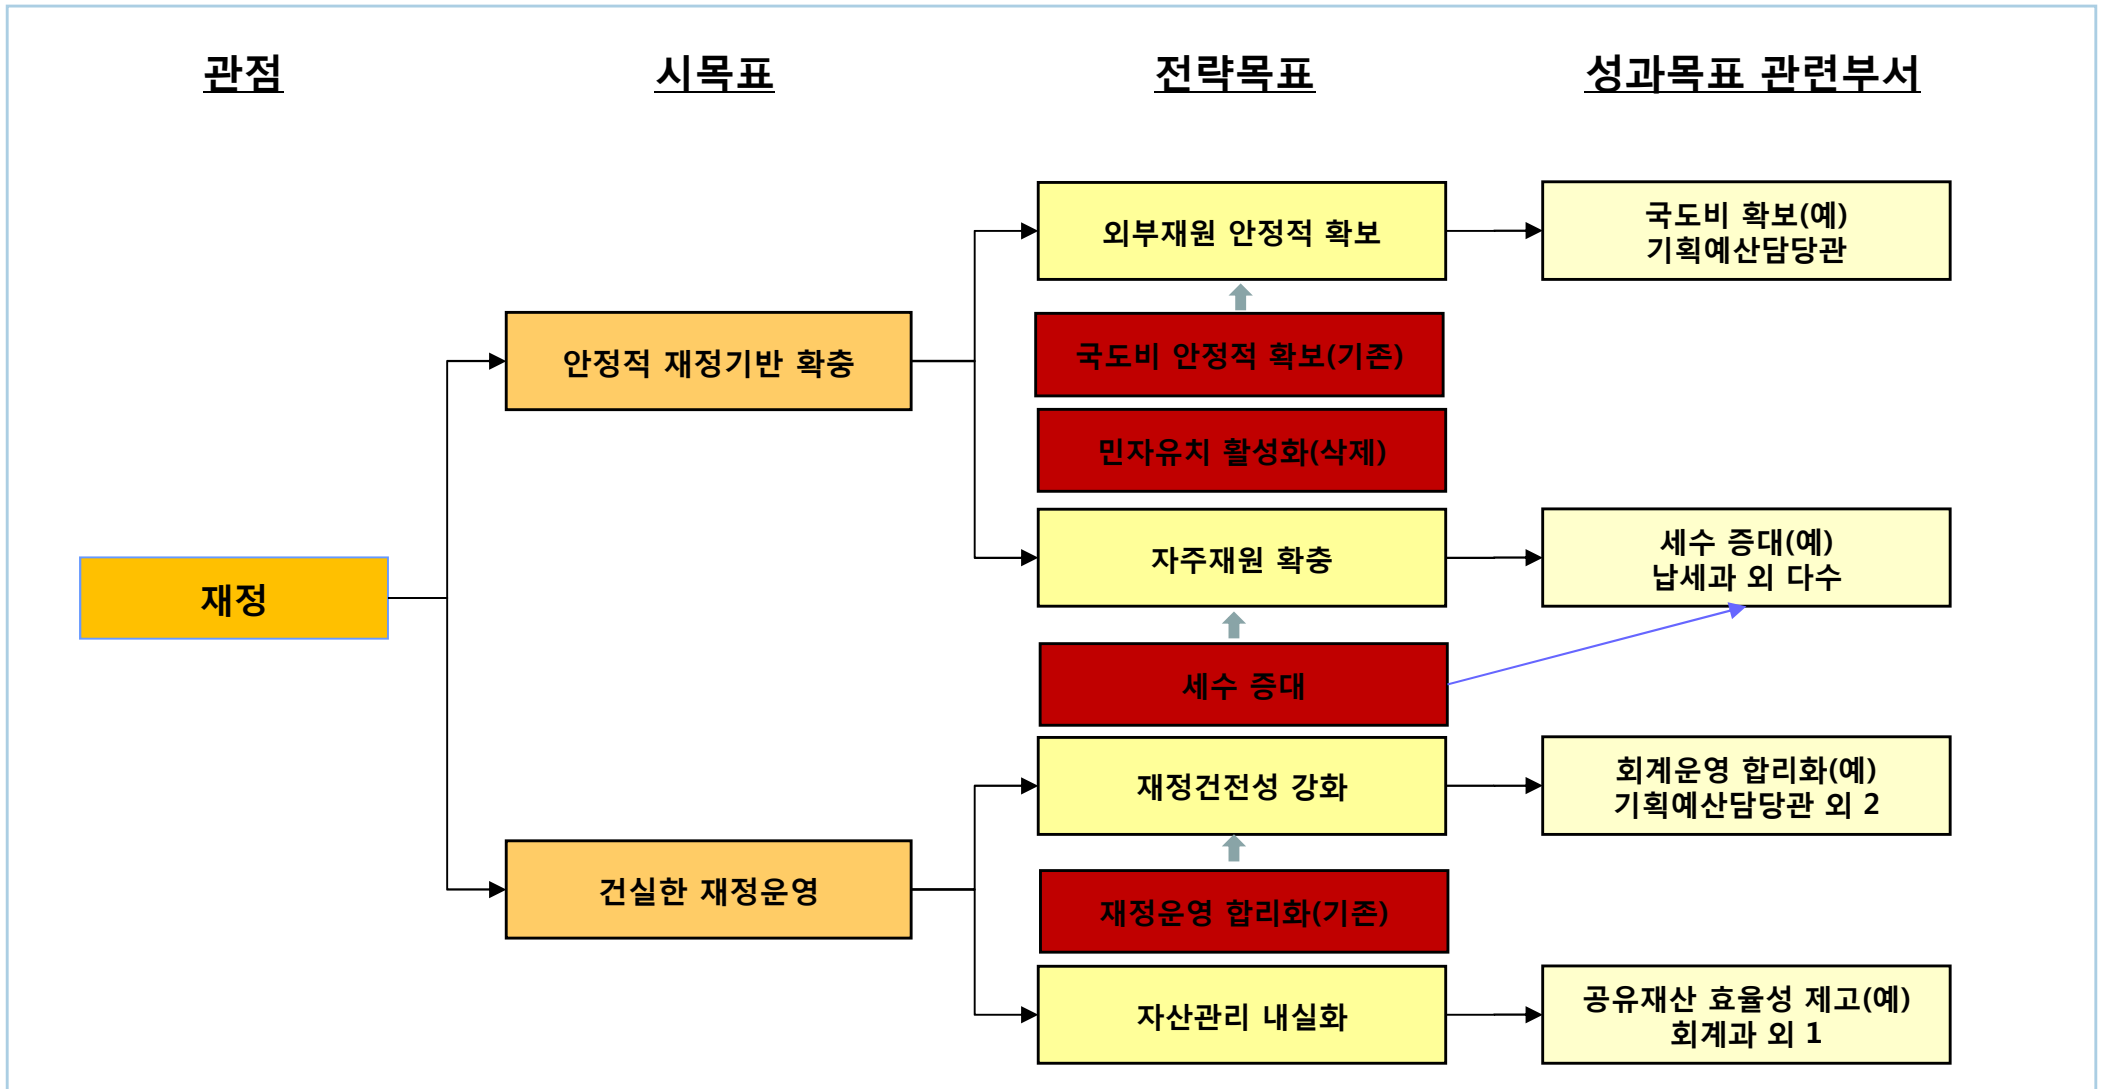 관점
시목표
전략목표
성과목표 관련부서
외부재원 안정적 확보
국도비 확보(예)
기획예산담당관
안정적 재정기반 확충
국도비 안정적 확보(기존)
민자유치 활성화(삭제)
자주재원 확충
세수 증대(예)
납세과 외 다수
재정
세수 증대
재정건전성 강화
회계운영 합리화(예)
기획예산담당관 외 2
건실한 재정운영
재정운영 합리화(기존)
자산관리 내실화
공유재산 효율성 제고(예)
회계과 외 1